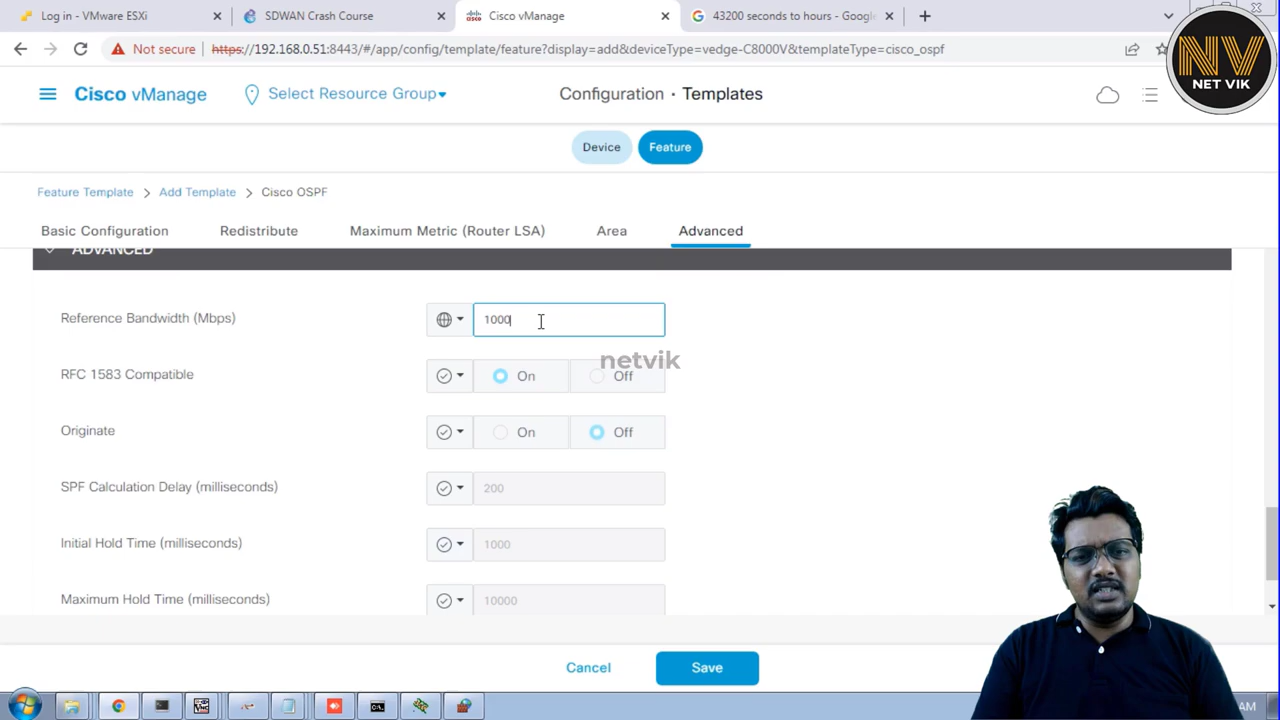 Log in - VMware ESXi
SDWAN Crash Course
Cisco vManage
43200 seconds to hours - Google
Not secure
https://192.168.0.51:8443/#/app/config/template/feature?display=add&deviceType=vedge-C8000V&templateType=cisco_ospf
NV
NET VIK
Cisco vManage
Select Resource Group
Configuration · Templates
Device
Feature
Feature Template > Add Template > Cisco OSPF
Basic Configuration
Redistribute
Maximum Metric (Router LSA)
Area
Advanced
ADVANCED
Reference Bandwidth (Mbps)
1000
netvik
RFC 1583 Compatible
On
Off
Originate
On
Off
SPF Calculation Delay (milliseconds)
200
Initial Hold Time (milliseconds)
1000
Maximum Hold Time (milliseconds)
10000
Cancel
Save
AM